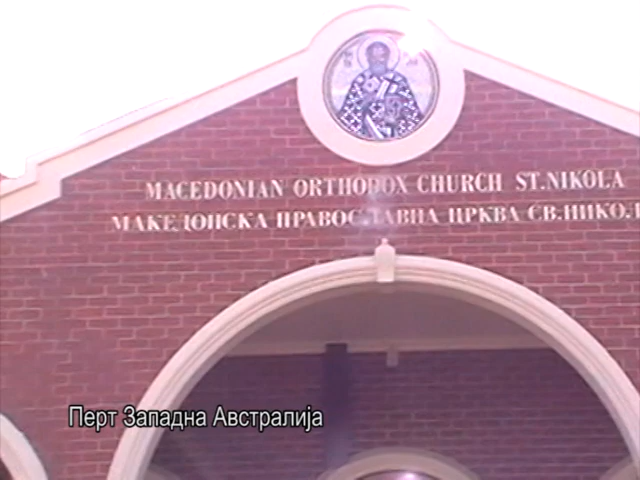 MACEDONIAN ORTHODOX CHURCH ST.NIKOLA
МАКЕДОНСКА ПРАВОСЛАВНА ЦРКВА СВ.НИКОЛ
Перт Западна Австралија